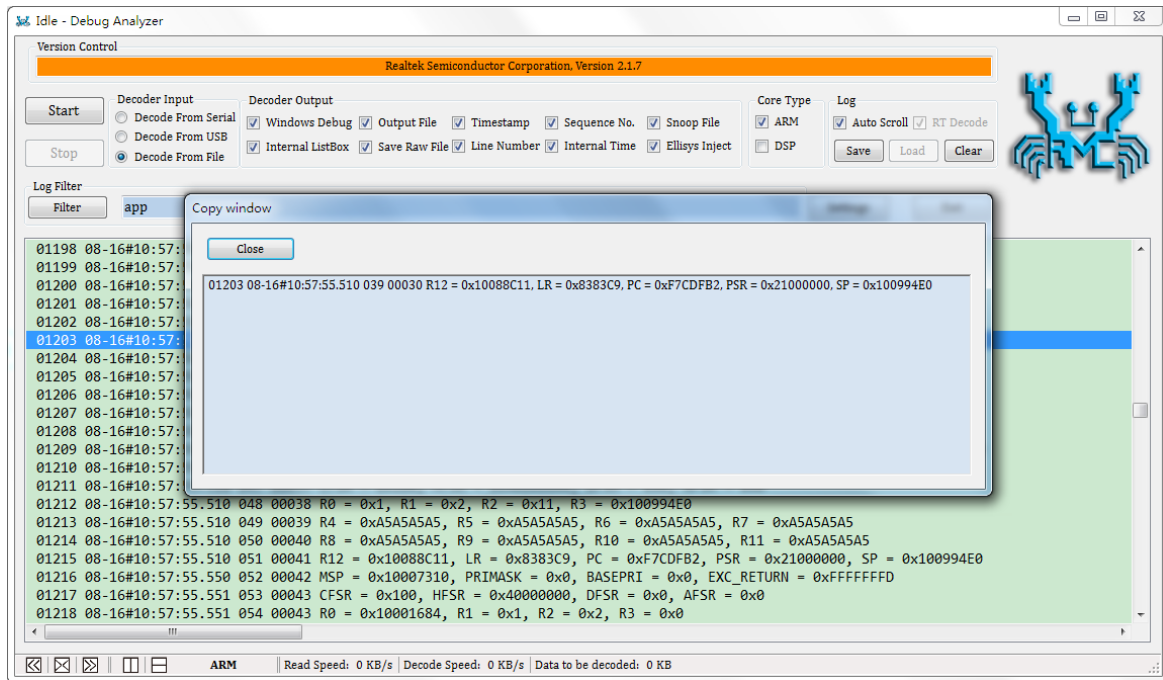 Idle - Debug Analyzer
Version Control
Realtek Semiconductor Corporation, Version 2.1.7
Start
Stop
Decoder Input
Decode From Serial
Decode From USB
Decode From File
Decoder Output
Windows Debug Output File Timestamp Sequence No. Snoop File
Internal ListBox Save Raw File Line Number Internal Time Ellisys Inject
Core Type
ARM
DSP
Log
Auto Scroll RT Decode
Save Load Clear
Log Filter
Filter app
Copy window
Close
01203 08-16#10:57:55.510 039 00030 R12 = 0x10088C11, LR = 0x8383C9, PC = 0xF7CDFB2, PSR = 0x21000000, SP = 0x100994E0
01198 08-16#10:57:
01199 08-16#10:57:
01200 08-16#10:57:
01201 08-16#10:57:
01202 08-16#10:57:
01203 08-16#10:57:
01204 08-16#10:57:
01205 08-16#10:57:
01206 08-16#10:57:
01207 08-16#10:57:
01208 08-16#10:57:
01209 08-16#10:57:
01210 08-16#10:57:
01211 08-16#10:57:
01212 08-16#10:57:55.510 048 00038 R0 = 0x1, R1 = 0x2, R2 = 0x11, R3 = 0x100994E0
01213 08-16#10:57:55.510 049 00039 R4 = 0xA5A5A5A5, R5 = 0xA5A5A5A5, R6 = 0xA5A5A5A5, R7 = 0xA5A5A5A5
01214 08-16#10:57:55.510 050 00040 R8 = 0xA5A5A5A5, R9 = 0xA5A5A5A5, R10 = 0xA5A5A5A5, R11 = 0xA5A5A5A5
01215 08-16#10:57:55.510 051 00041 R12 = 0x10088C11, LR = 0x8383C9, PC = 0xF7CDFB2, PSR = 0x21000000, SP = 0x100994E0
01216 08-16#10:57:55.550 052 00042 MSP = 0x10007310, PRIMASK = 0x0, BASEPRI = 0x0, EXC_RETURN = 0xFFFFFFFD
01217 08-16#10:57:55.551 053 00043 CFSR = 0x100, HFSR = 0x40000000, DFSR = 0x0, AFSR = 0x0
01218 08-16#10:57:55.551 054 00043 R0 = 0x10001684, R1 = 0x1, R2 = 0x2, R3 = 0x0
ARM Read Speed: 0 KB/s Decode Speed: 0 KB/s Data to be decoded: 0 KB